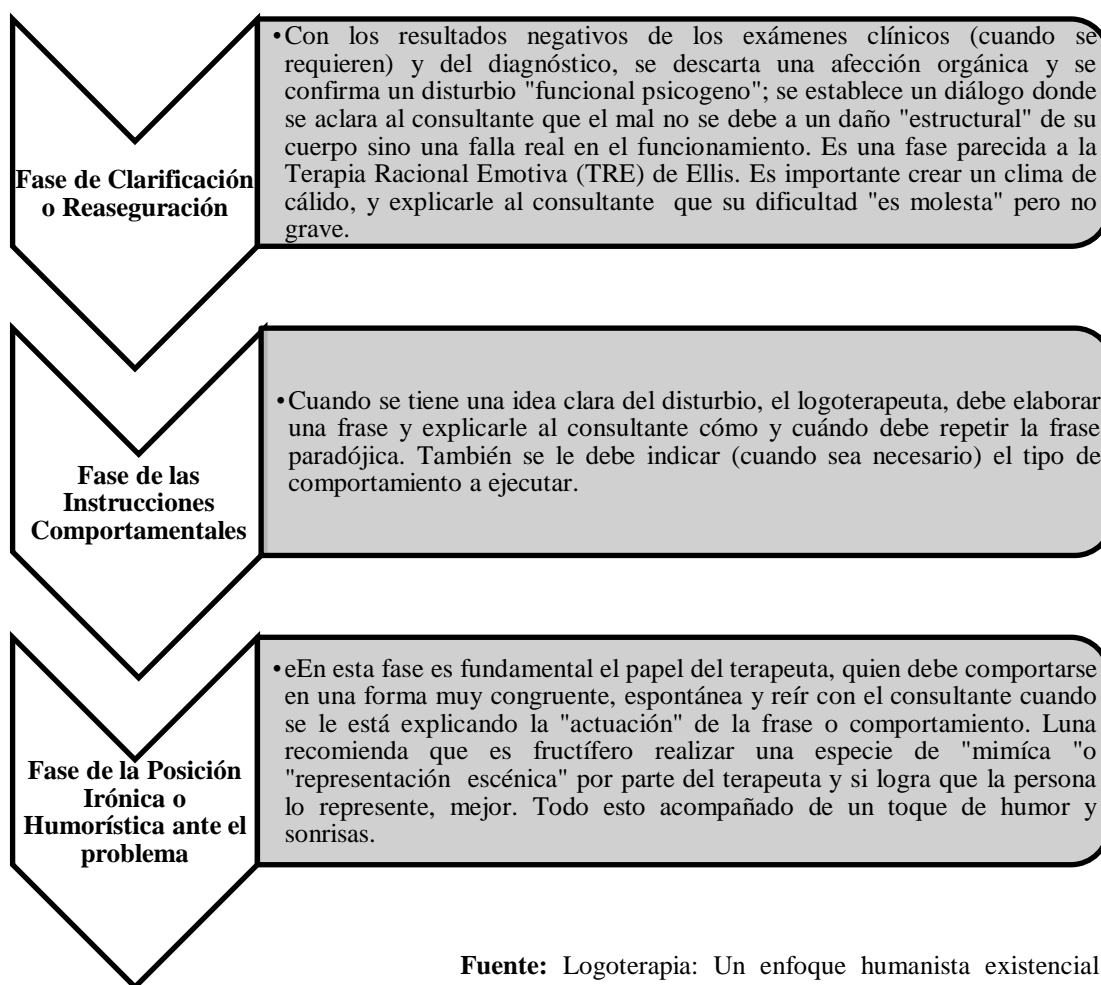 •Con los resultados negativos de los exámenes clínicos (cuando se
requieren) y del diagnóstico, se descarta una afección orgánica y se
confirma un disturbio "funcional psicogeno"; se establece un diálogo donde
se aclara al consultante que el mal no se debe a un daño "estructural" de su
cuerpo sino una falla real en el funcionamiento. Es una fase parecida a la
Terapia Racional Emotiva (TRE) de Ellis. Es importante crear un clima de
cálido, y explicarle al consultante que su dificultad "es molesta" pero no
grave.
Fase de Clarificación
o Reaseguración
•Cuando se tiene una idea clara del disturbio, el logoterapeuta, debe elaborar
una frase y explicarle al consultante cómo y cuándo debe repetir la frase
paradójica. También se le debe indicar (cuando sea necesario) el tipo de
comportamiento a ejecutar.
Fase de las
Instrucciones
Comportamentales
•eEn esta fase es fundamental el papel del terapeuta, quien debe comportarse
en una forma muy congruente, espontánea y reír con el consultante cuando
se le está explicando la "actuación" de la frase o comportamiento. Luna
recomienda que es fructífero realizar una especie de "mimíca "o
"representación escénica" por parte del terapeuta y si logra que la persona
lo represente, mejor. Todo esto acompañado de un toque de humor y
sonrisas.
Fase de la Posición
Irónica o
Humorística ante el
problema
Fuente: Logoterapia: Un enfoque humanista existencial